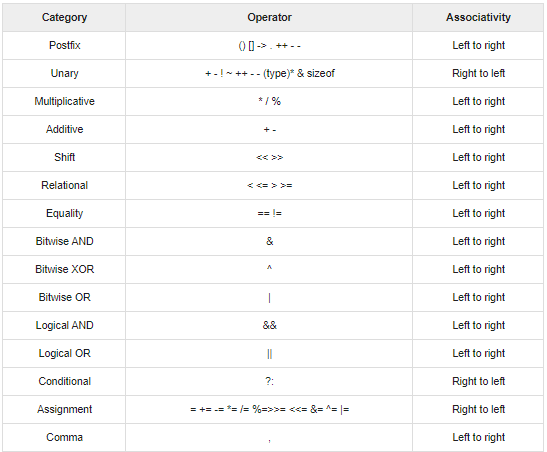 Category Operator Associativity
Postfix () [] -> . ++ - - Left to right
Unary + - ! ~ ++ - - (type)* & sizeof Right to left
Multiplicative * / % Left to right
Additive + - Left to right
Shift << >> Left to right
Relational < <= > >= Left to right
Equality == != Left to right
Bitwise AND & Left to right
Bitwise XOR ^ Left to right
Bitwise OR | Left to right
Logical AND && Left to right
Logical OR || Left to right
Conditional ?: Right to left
Assignment = += -= *= /= %=>>= <<= &= ^= |= Right to left
Comma , Left to right